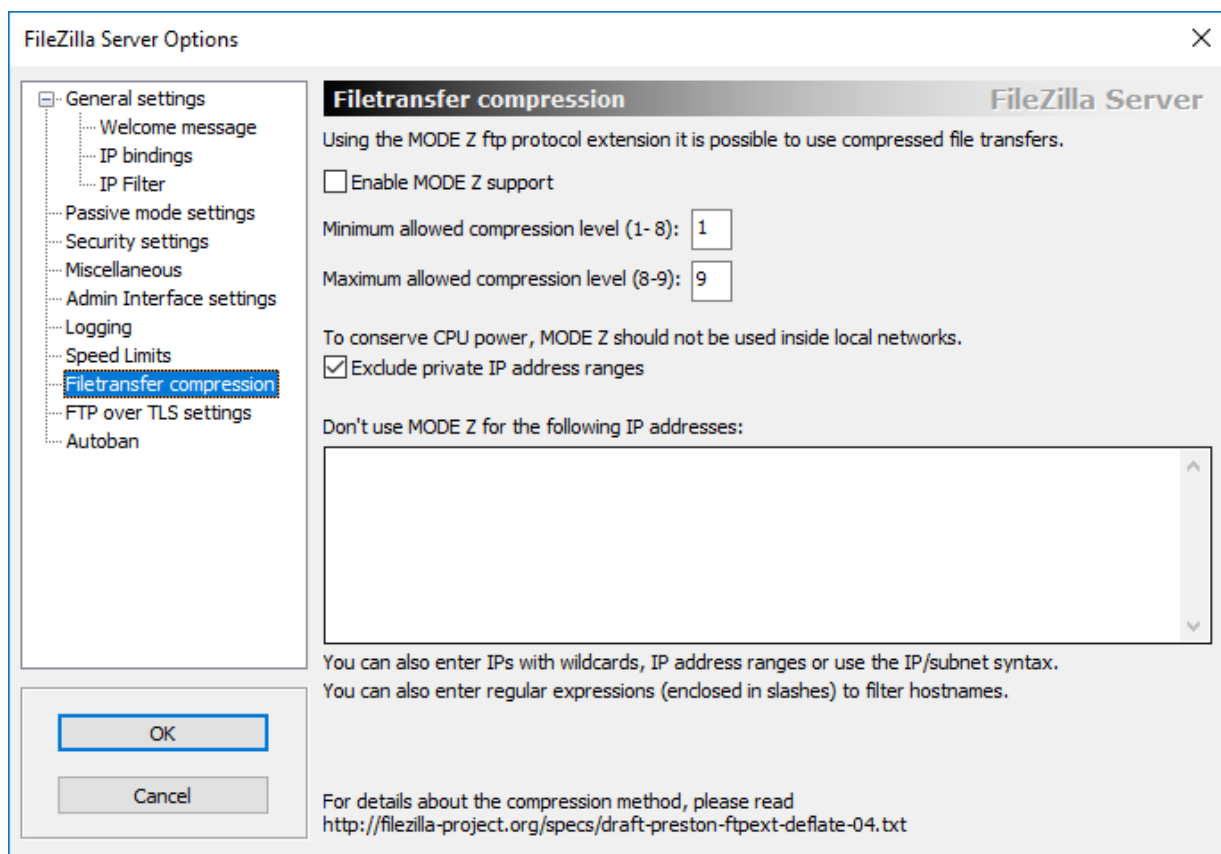 FileZilla Server Options
General settings
Welcome message
IP bindings
IP Filter
Passive mode settings
Security settings
Miscellaneous
Admin Interface settings
Logging
Speed Limits
Filetransfer compression
FTP over TLS settings
Autoban
OK
Cancel
Filetransfer compression FileZilla Server
Using the MODE Z ftp protocol extension it is possible to use compressed file transfers.
Enable MODE Z support
Minimum allowed compression level (1- 8): 1
Maximum allowed compression level (8-9): 9
To conserve CPU power, MODE Z should not be used inside local networks.
Exclude private IP address ranges
Don't use MODE Z for the following IP addresses:
You can also enter IPs with wildcards, IP address ranges or use the IP/subnet syntax.
You can also enter regular expressions (enclosed in slashes) to filter hostnames.
For details about the compression method, please read
http://filezilla-project.org/specs/draft-preston-ftpext-deflate-04.txt